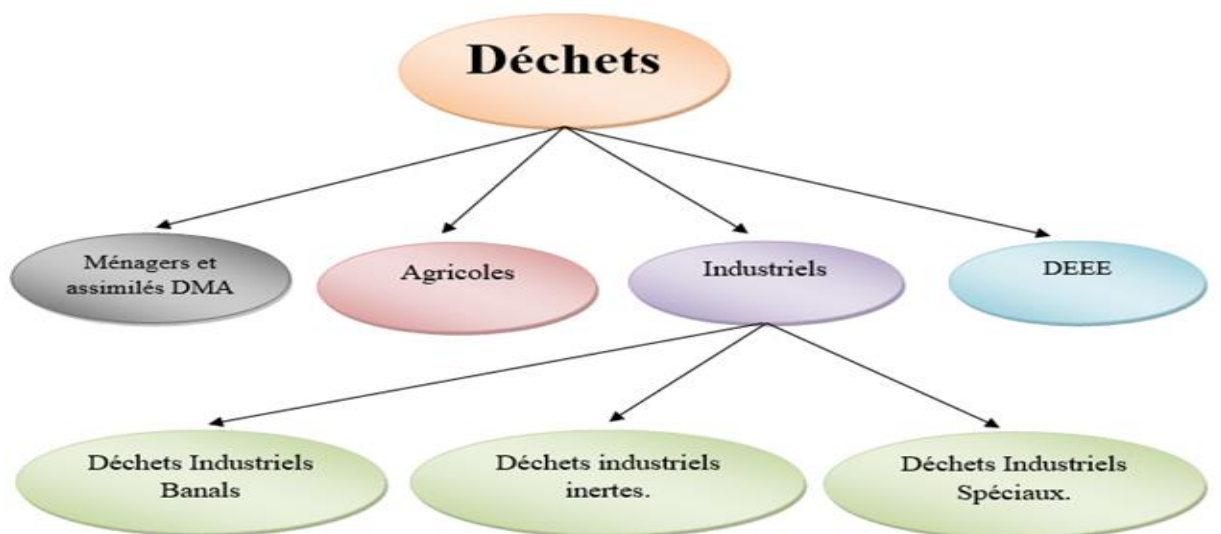 Déchets
Ménagers et
assimilés DMA
Agricoles
Industriels
DEEE
Déchets Industriels
Banals
Déchets industriels
inertes.
Déchets Industriels
Spéciaux.